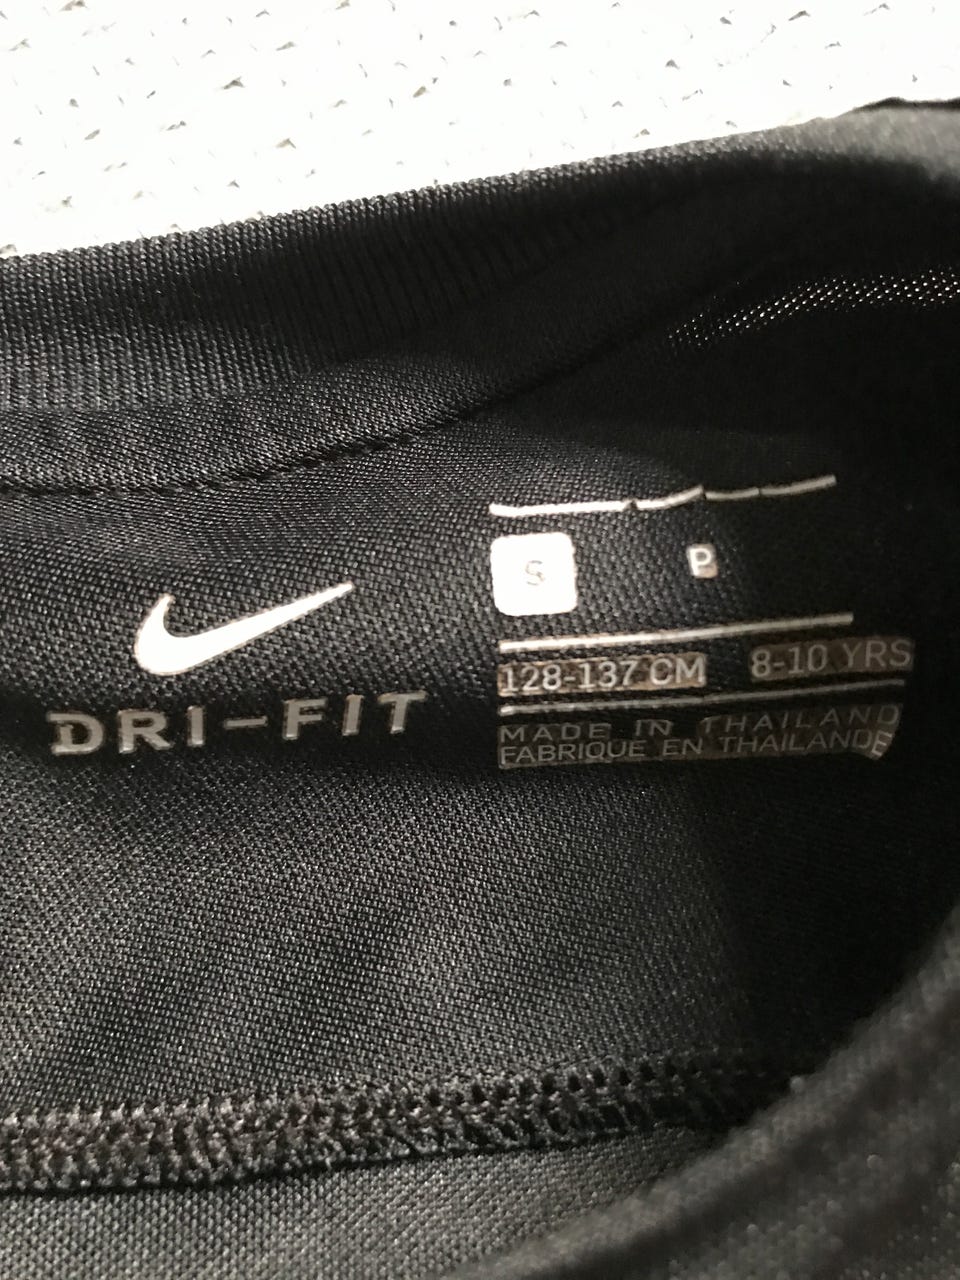 DRI-FIT
S P
128-137 CM 8-10 YRS
MADE IN THAILAND
FABRIQUE EN THAILANDE